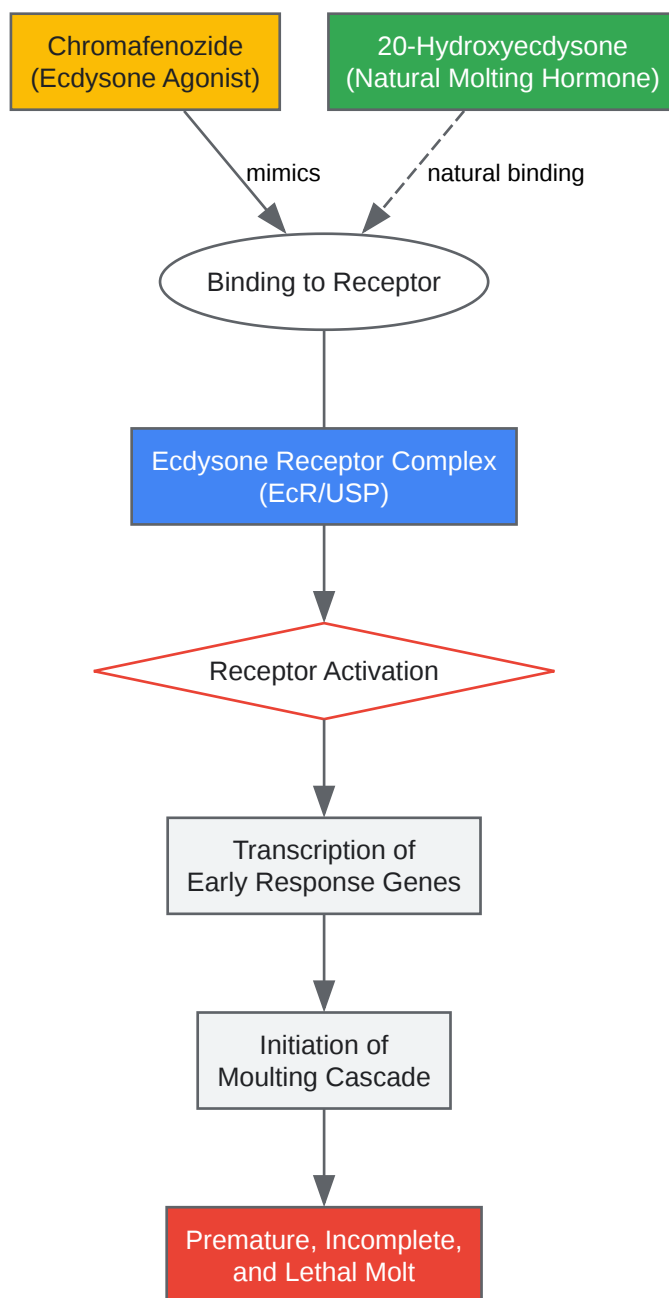 Chromafenozide
(Ecdysone Agonist)
20-Hydroxyecdysone
(Natural Molting Hormone)
mimics
natural binding
Binding to Receptor
Ecdysone Receptor Complex
(EcR/USP)
Receptor Activation
Transcription of
Early Response Genes
Initiation of
Moulting Cascade
Premature, Incomplete,
and Lethal Molt